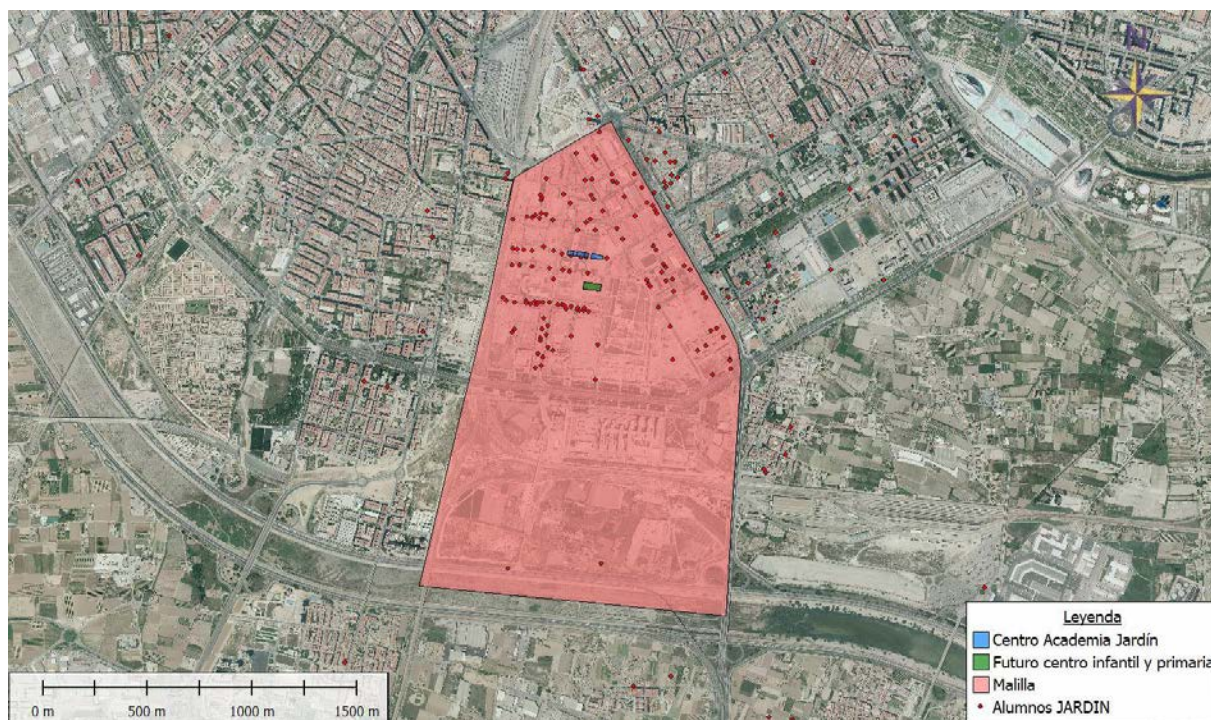 N
Leyenda
Centro Academia Jardín
Futuro centro infantil y primaria
Malilla
Alumnos JARDIN
0 m 500 m 1000 m 1500 m